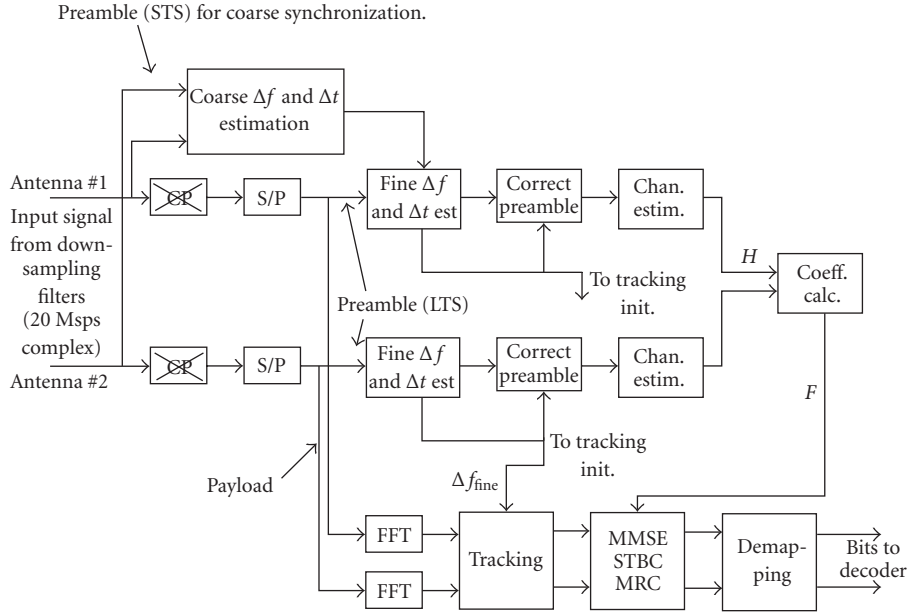 Preamble (STS) for coarse synchronization.
Coarse Δf and Δt
estimation
Antenna #1
CP
S/P
Fine Δf
and Δt est
Correct
preamble
Chan.
estim.
Input signal
from down-
sampling
filters
(20 Msps
complex)
H
Coeff.
calc.
To tracking
init.
Preamble (LTS)
Antenna #2
CP
S/P
Fine Δf
and Δt est
Correct
preamble
Chan.
estim.
F
To tracking
init.
Payload
Δf_fine
FFT
FFT
Tracking
MMSE
STBC
MRC
Demap-
ping
Bits to
decoder